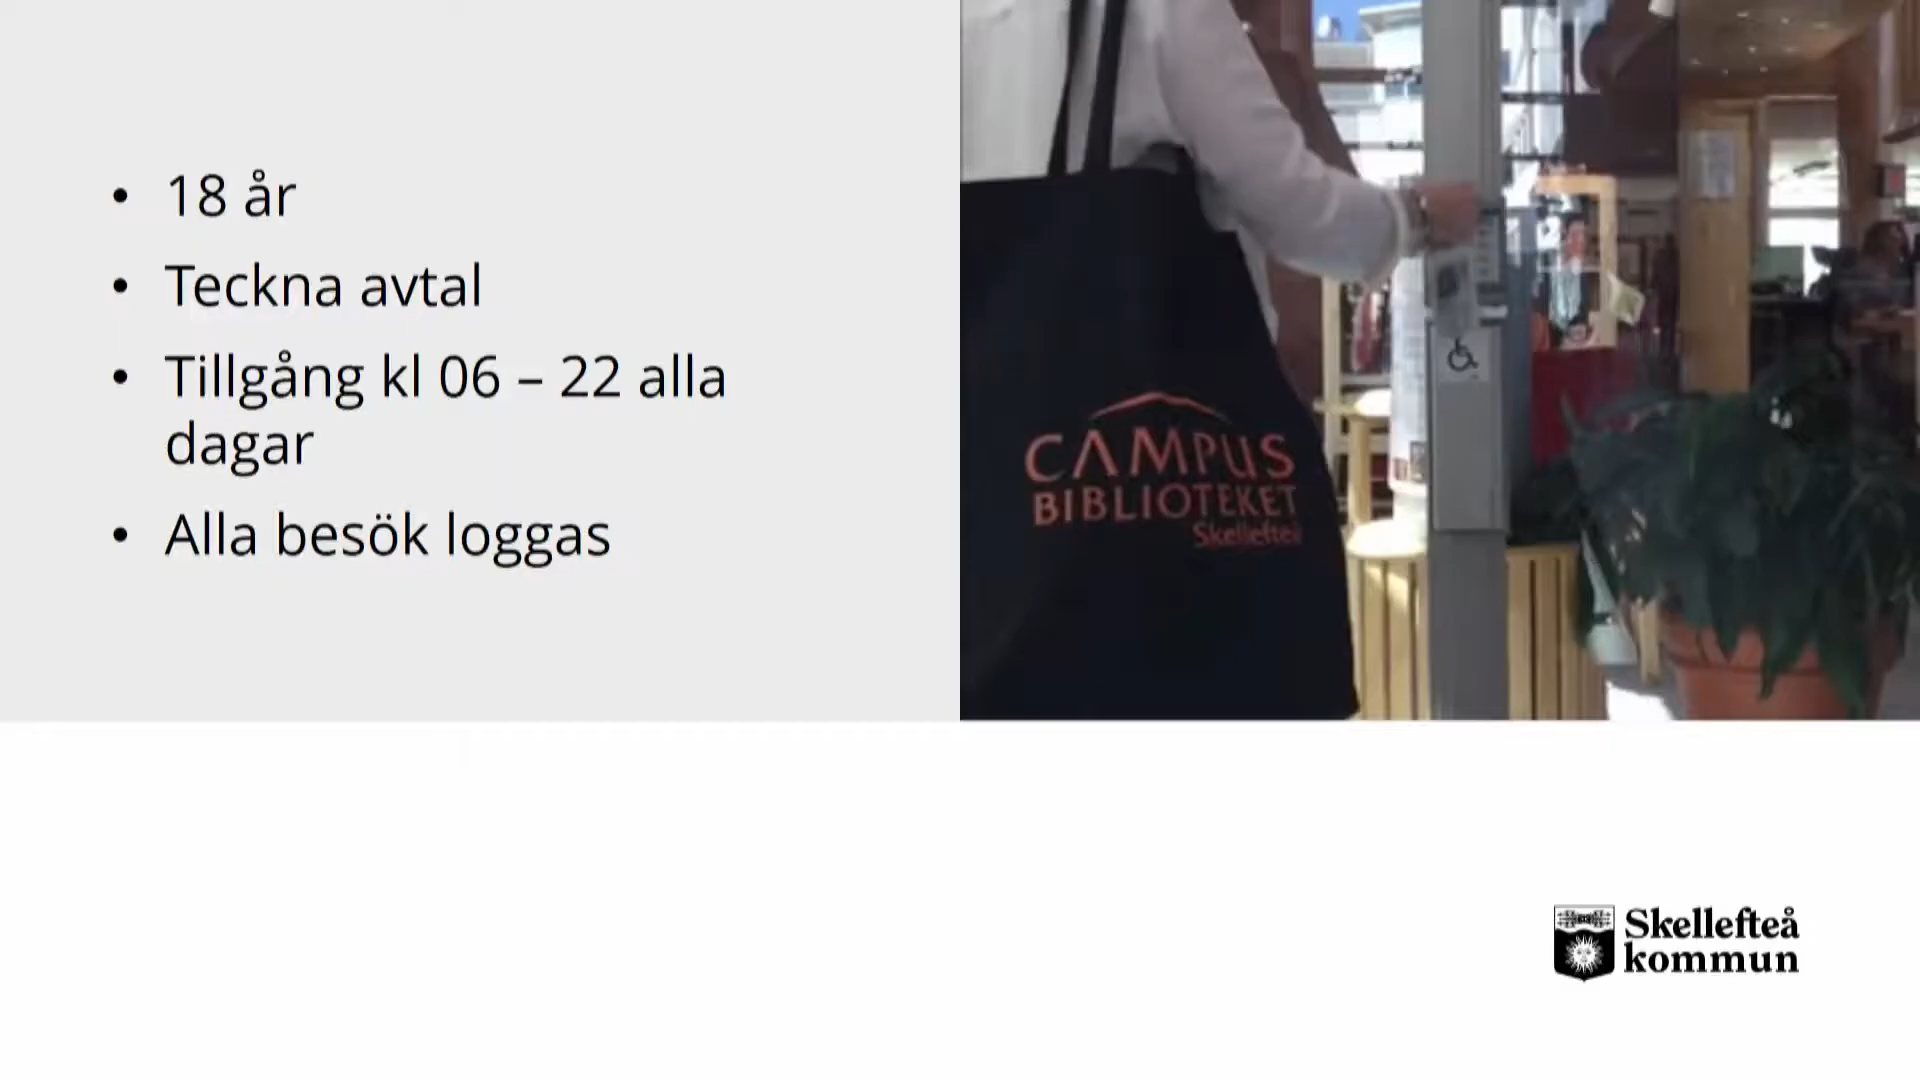 • 18 år
• Teckna avtal
• Tillgång kl 06 – 22 alla
dagar
• Alla besök loggas
CAMPUS
BIBLIOTEKET
Skellefteå
Skellefteå
kommun